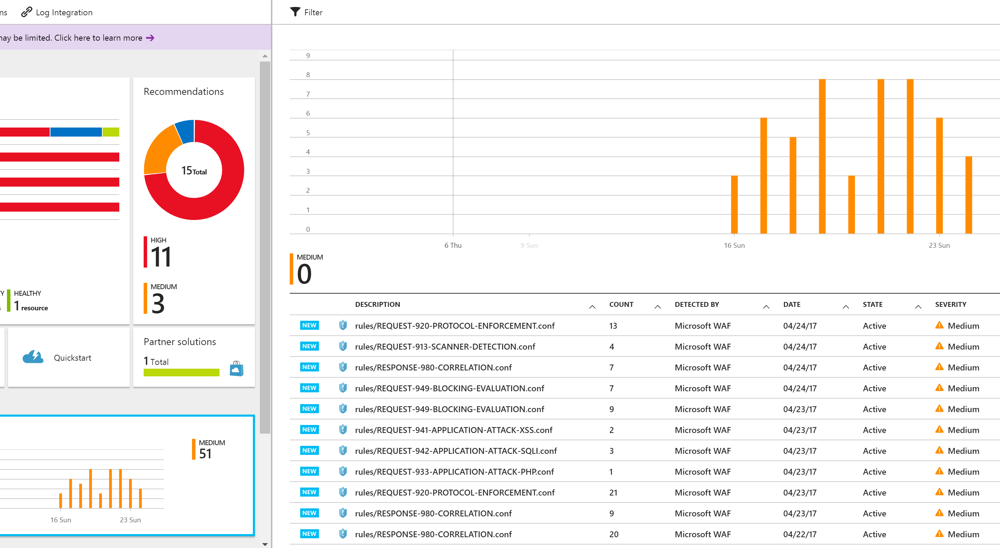 ns
Log Integration
may be limited. Click here to learn more
Recommendations
15 Total
HIGH
11
MEDIUM
3
Y
HEALTHY
s
1 resource
Quickstart
Partner solutions
1 Total
MEDIUM
51
16 Sun
23 Sun
Filter
9
8
7
6
5
4
3
2
1
0
6 Thu
9 Sun
16 Sun
23 Sun
MEDIUM
0
DESCRIPTION COUNT DETECTED BY DATE STATE SEVERITY
NEW rules/REQUEST-920-PROTOCOL-ENFORCEMENT.conf 13 Microsoft WAF 04/24/17 Active Medium
NEW rules/REQUEST-913-SCANNER-DETECTION.conf 4 Microsoft WAF 04/24/17 Active Medium
NEW rules/RESPONSE-980-CORRELATION.conf 7 Microsoft WAF 04/24/17 Active Medium
NEW rules/REQUEST-949-BLOCKING-EVALUATION.conf 7 Microsoft WAF 04/24/17 Active Medium
NEW rules/REQUEST-949-BLOCKING-EVALUATION.conf 9 Microsoft WAF 04/23/17 Active Medium
NEW rules/REQUEST-941-APPLICATION-ATTACK-XSS.conf 2 Microsoft WAF 04/23/17 Active Medium
NEW rules/REQUEST-942-APPLICATION-ATTACK-SQLI.conf 3 Microsoft WAF 04/23/17 Active Medium
NEW rules/REQUEST-933-APPLICATION-ATTACK-PHP.conf 1 Microsoft WAF 04/23/17 Active Medium
NEW rules/REQUEST-920-PROTOCOL-ENFORCEMENT.conf 21 Microsoft WAF 04/23/17 Active Medium
NEW rules/RESPONSE-980-CORRELATION.conf 9 Microsoft WAF 04/23/17 Active Medium
NEW rules/RESPONSE-980-CORRELATION.conf 20 Microsoft WAF 04/22/17 Active Medium